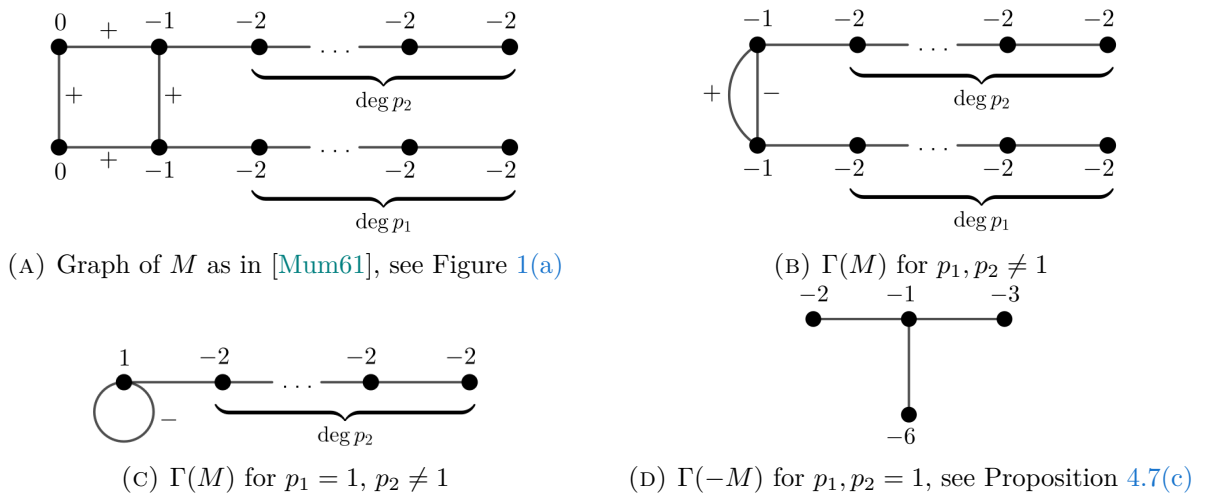 0 + −1 −2 ... −2 −2
+ +
deg p₂
0 + −1 −2 ... −2 −2
deg p₁
(A) Graph of M as in [Mum61], see Figure 1(a)
−1 −2 ... −2 −2
+ −
deg p₂
−1 −2 ... −2 −2
deg p₁
(B) Γ(M) for p₁, p₂ ≠ 1
1 −2 ... −2 −2
−
deg p₂
(C) Γ(M) for p₁ = 1, p₂ ≠ 1
−2 −1 −3
−6
(D) Γ(−M) for p₁, p₂ = 1, see Proposition 4.7(c)